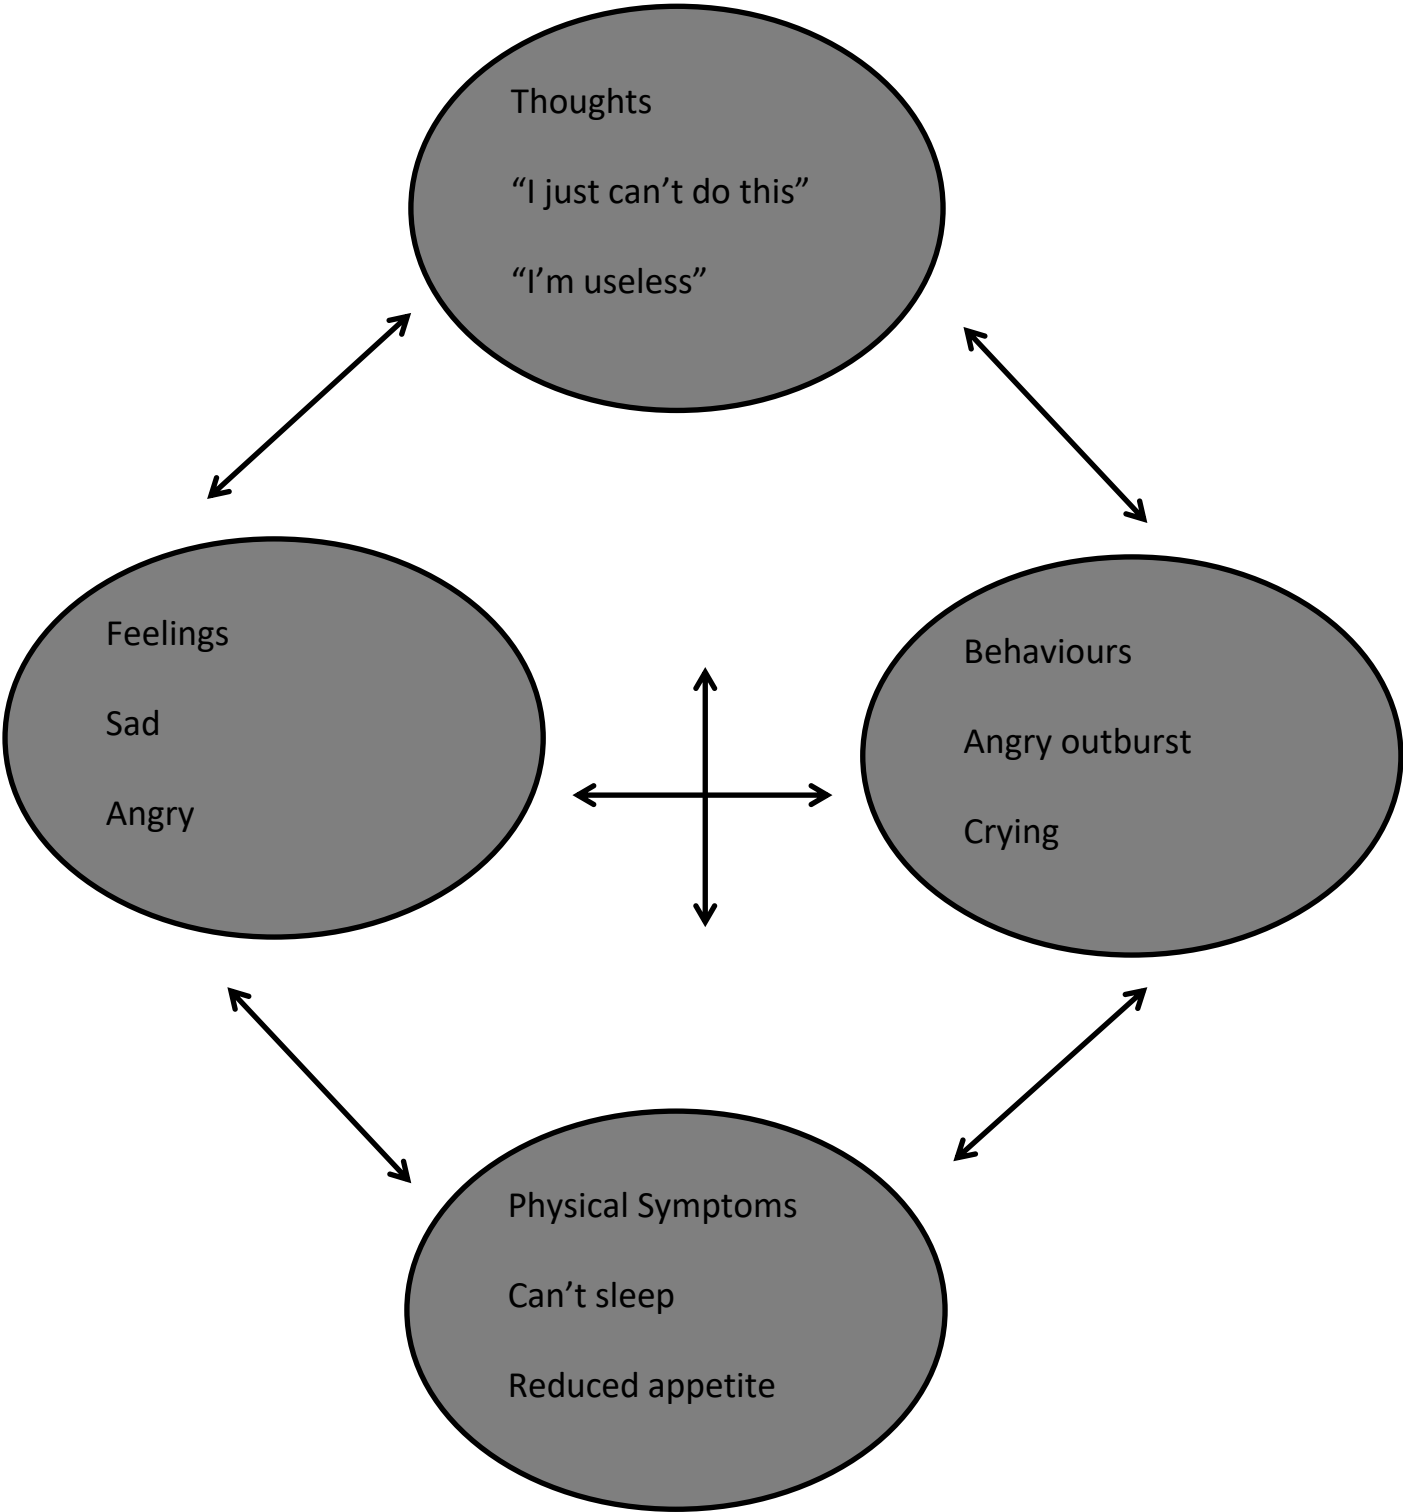 Thoughts
“I just can’t do this”
“I’m useless”
Feelings
Sad
Angry
Behaviours
Angry outburst
Crying
Physical Symptoms
Can’t sleep
Reduced appetite